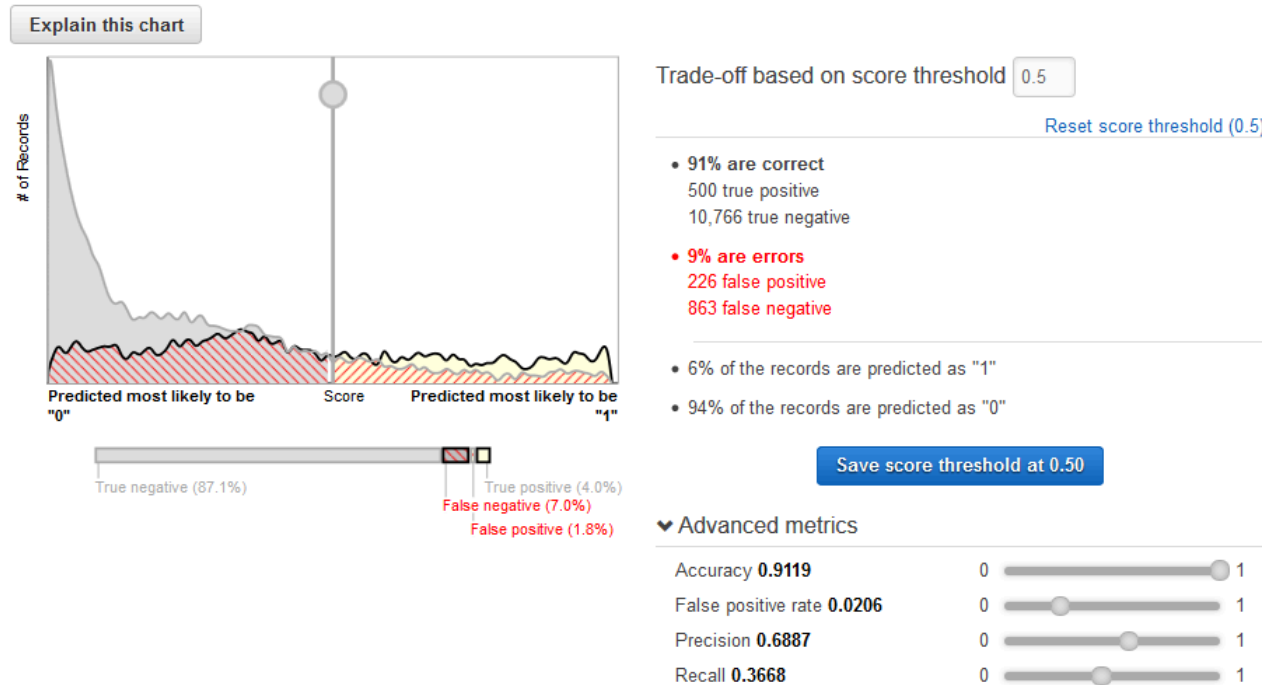 Explain this chart
# of Records
Predicted most likely to be
"0"
Score
Predicted most likely to be
"1"
True negative (87.1%)
True positive (4.0%)
False negative (7.0%)
False positive (1.8%)
Trade-off based on score threshold 0.5
Reset score threshold (0.5)
• 91% are correct
500 true positive
10,766 true negative
• 9% are errors
226 false positive
863 false negative
• 6% of the records are predicted as "1"
• 94% of the records are predicted as "0"
Save score threshold at 0.50
Advanced metrics
Accuracy 0.9119 0 1
False positive rate 0.0206 0 1
Precision 0.6887 0 1
Recall 0.3668 0 1